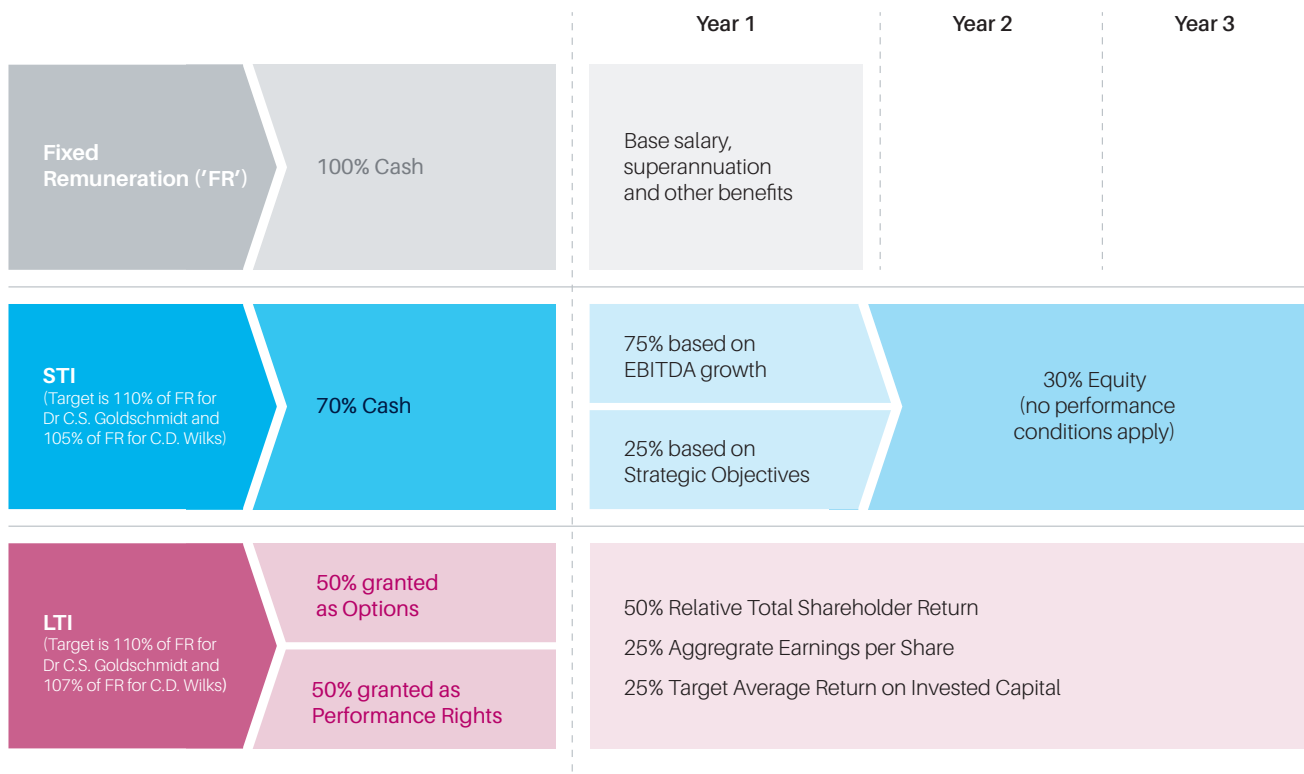 Year 1
Year 2
Year 3
Fixed
Remuneration (‘FR’)
100% Cash
Base salary,
superannuation
and other benefits
STI
(Target is 110% of FR for
Dr C.S. Goldschmidt and
105% of FR for C.D. Wilks)
70% Cash
75% based on
EBITDA growth
25% based on
Strategic Objectives
30% Equity
(no performance
conditions apply)
LTI
(Target is 110% of FR for
Dr C.S. Goldschmidt and
107% of FR for C.D. Wilks)
50% granted
as Options
50% granted as
Performance Rights
50% Relative Total Shareholder Return
25% Aggregrate Earnings per Share
25% Target Average Return on Invested Capital